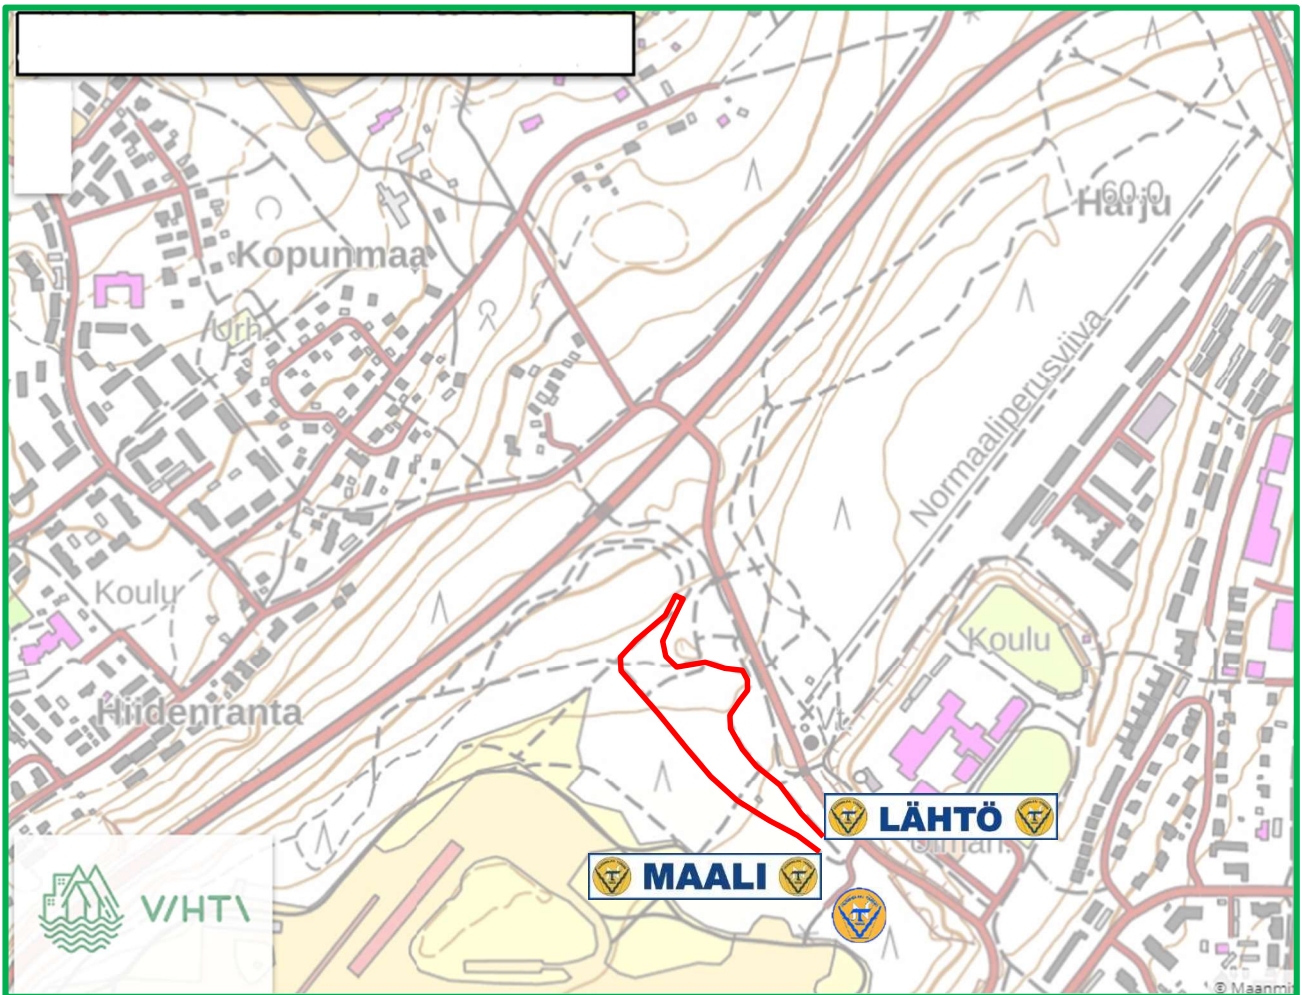 60.0
Harju
Kopunmaa
Urh.
Normaaliperusviiva
Koulu
Koulu
Hiidenranta
Vt.
LÄHTÖ
MAALI
VIHTI
© Maanmi